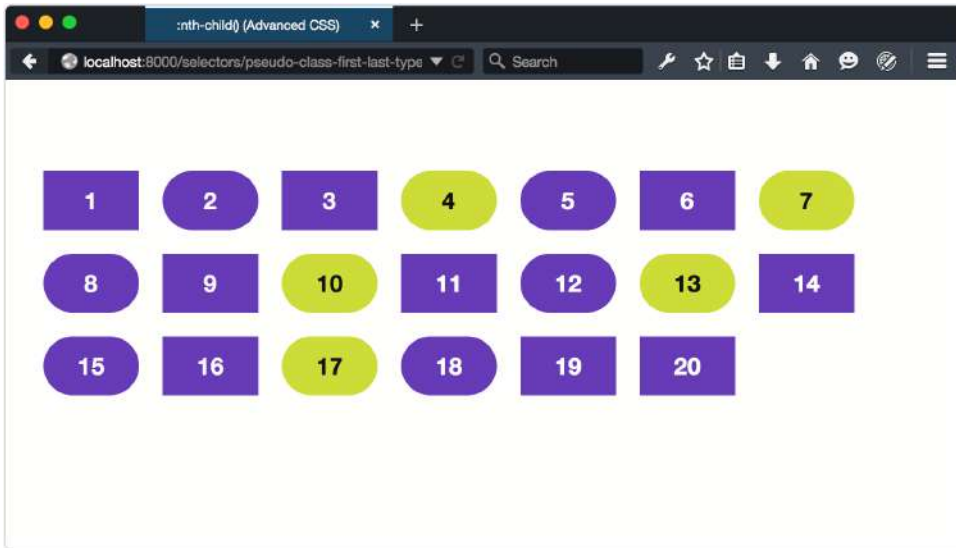 :nth-child() (Advanced CSS) × +
localhost:8000/selectors/pseudo-class-first-last-type Search
1 2 3 4 5 6 7
8 9 10 11 12 13 14
15 16 17 18 19 20